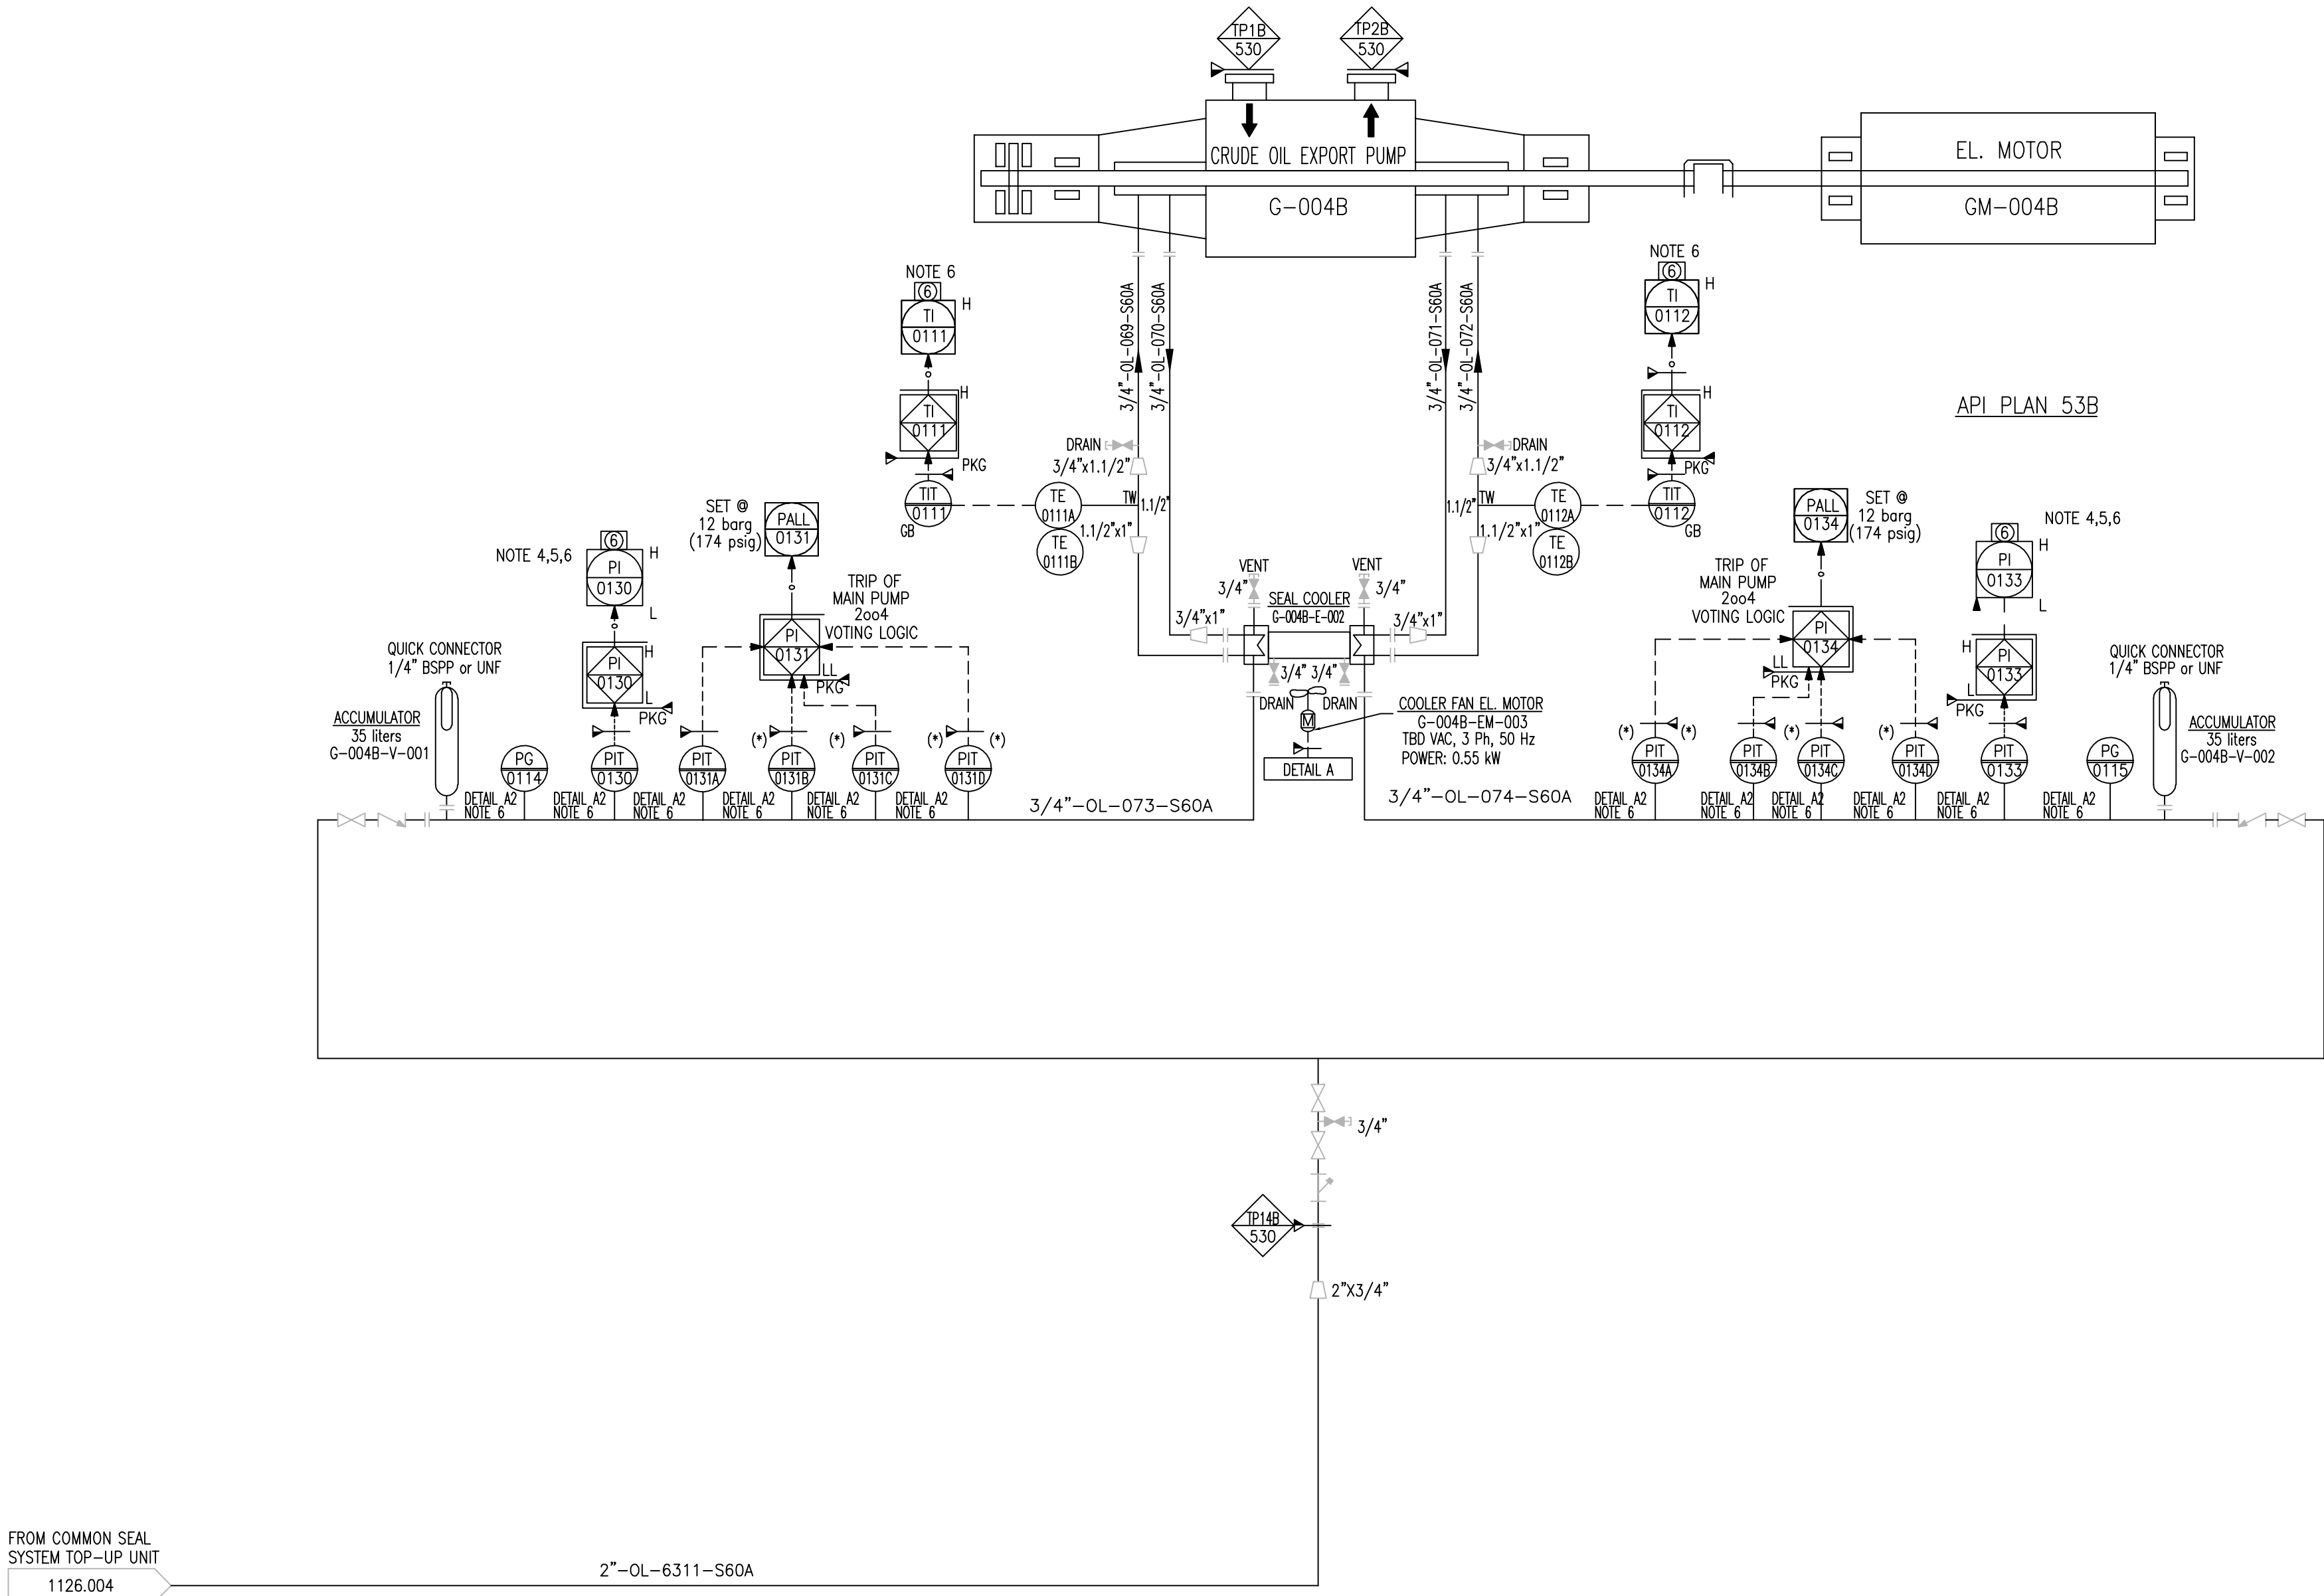 TP1B
530
TP2B
530
CRUDE OIL EXPORT PUMP
G-004B
EL. MOTOR
GM-004B
API PLAN 53B
NOTE 6
6
TI
0111
H
TI
0111
H
PKG
TIT
0111
GB
TE
0111A
TE
0111B
TW
1.1/2"
DRAIN
3/4"x1.1/2"
1.1/2"x1"
3/4"-OL-069-S60A
3/4"-OL-070-S60A
3/4"-OL-071-S60A
3/4"-OL-072-S60A
DRAIN
3/4"x1.1/2"
TW
1.1/2"
1.1/2"x1"
TE
0112A
TE
0112B
NOTE 6
6
TI
0112
H
TI
0112
H
PKG
TIT
0112
GB
VENT
3/4"
VENT
3/4"
SEAL COOLER
G-004B-E-002
3/4"x1"
3/4"x1"
3/4"
3/4"
DRAIN
DRAIN
M
DETAIL A
COOLER FAN EL. MOTOR
G-004B-EM-003
TBD VAC, 3 Ph, 50 Hz
POWER: 0.55 kW
QUICK CONNECTOR
1/4" BSPP or UNF
ACCUMULATOR
35 liters
G-004B-V-001
NOTE 4,5,6
6
PI
0130
H
L
PI
0130
H
L
PKG
SET @
12 barg
(174 psig)
PALL
0131
TRIP OF
MAIN PUMP
2oo4
VOTING LOGIC
PI
0131
LL
PKG
PG
0114
PIT
0130
PIT
0131A
(*)
PIT
0131B
(*)
PIT
0131C
(*)
PIT
0131D
(*)
DETAIL A2
NOTE 6
DETAIL A2
NOTE 6
DETAIL A2
NOTE 6
DETAIL A2
NOTE 6
DETAIL A2
NOTE 6
DETAIL A2
NOTE 6
3/4"-OL-073-S60A
3/4"-OL-074-S60A
PALL
0134
SET @
12 barg
(174 psig)
TRIP OF
MAIN PUMP
2oo4
VOTING LOGIC
PI
0134
LL
PKG
6
NOTE 4,5,6
PI
0133
H
L
PI
0133
H
L
PKG
QUICK CONNECTOR
1/4" BSPP or UNF
ACCUMULATOR
35 liters
G-004B-V-002
(*)
PIT
0134A
(*)
PIT
0134B
(*)
PIT
0134C
(*)
PIT
0134D
PIT
0133
PG
0115
DETAIL A2
NOTE 6
DETAIL A2
NOTE 6
DETAIL A2
NOTE 6
DETAIL A2
NOTE 6
DETAIL A2
NOTE 6
DETAIL A2
NOTE 6
3/4"
TP14B
530
2"X3/4"
FROM COMMON SEAL
SYSTEM TOP-UP UNIT
1126.004
2"-OL-6311-S60A